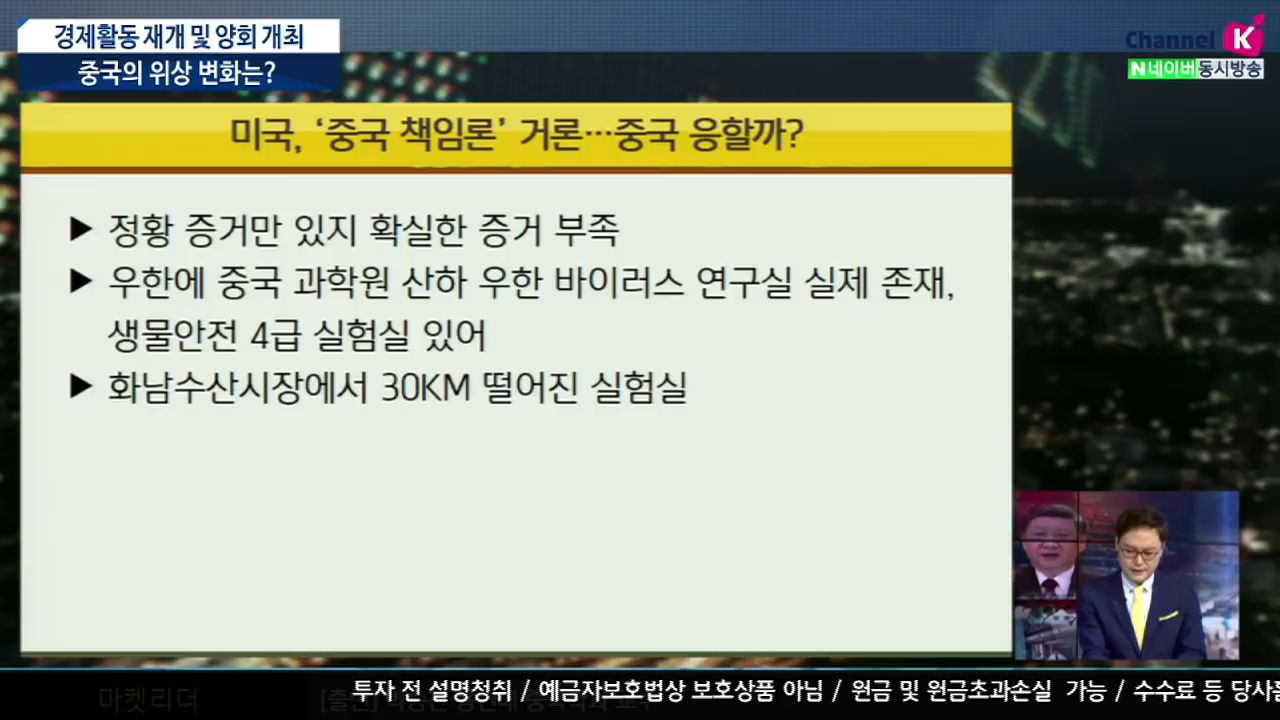 경제활동 재개 및 양회 개최
중국의 위상 변화는?
Channel K
N 네이버 동시방송
미국, ‘중국 책임론’ 거론…중국 응할까?
▶ 정황 증거만 있지 확실한 증거 부족
▶ 우한에 중국 과학원 산하 우한 바이러스 연구실 실제 존재,
생물안전 4급 실험실 있어
▶ 화남수산시장에서 30KM 떨어진 실험실
마켓리더
투자 전 설명청취 / 예금자보호법상 보호상품 아님 / 원금 및 원금초과손실 가능 / 수수료 등 당사